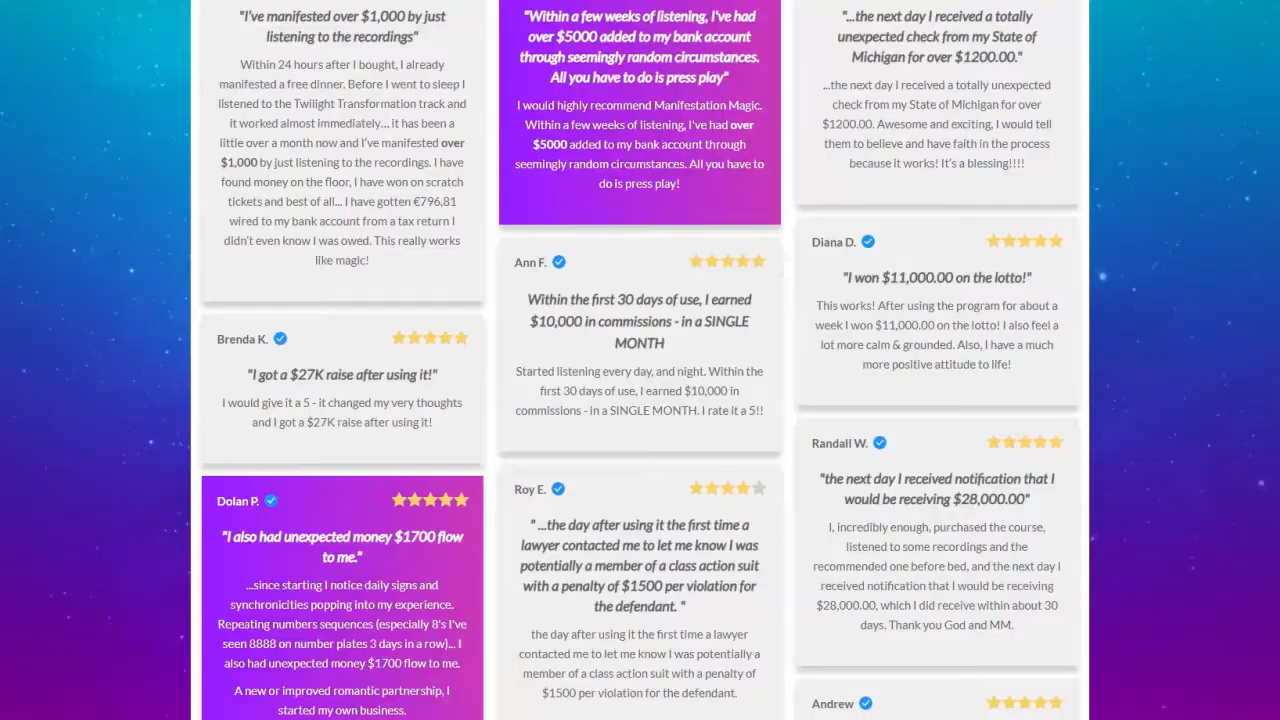 "I've manifested over $1,000 by just
listening to the recordings"
Within 24 hours after I bought, I already
manifested a free dinner. Before I went to sleep I
listened to the Twilight Transformation track and
it worked almost immediately... it has been a
little over a month now and I've manifested over
$1,000 by just listening to the recordings. I have
found money on the floor, I have won on scratch
tickets and best of all... I have gotten €796,81
wired to my bank account from a tax return I
didn't even know I was owed. This really works
like magic!
Brenda K.
"I got a $27K raise after using it!"
I would give it a 5 - it changed my very thoughts
and I got a $27K raise after using it!
Dolan P.
"I also had unexpected money $1700 flow
to me."
...since starting I notice daily signs and
synchronicities popping into my experience.
Repeating numbers sequences (especially 8's I've
seen 8888 on number plates 3 days in a row)... I
also had unexpected money $1700 flow to me.
A new or improved romantic partnership, I
started my own business.
"Within a few weeks of listening, I've had
over $5000 added to my bank account
through seemingly random circumstances.
All you have to do is press play"
I would highly recommend Manifestation Magic.
Within a few weeks of listening, I've had over
$5000 added to my bank account through
seemingly random circumstances. All you have to
do is press play!
Ann F.
Within the first 30 days of use, I earned
$10,000 in commissions - in a SINGLE
MONTH
Started listening every day, and night. Within the
first 30 days of use, I earned $10,000 in
commissions - in a SINGLE MONTH. I rate it a 5!!
Roy E.
" ...the day after using it the first time a
lawyer contacted me to let me know I was
potentially a member of a class action suit
with a penalty of $1500 per violation for
the defendant. "
the day after using it the first time a lawyer
contacted me to let me know I was potentially a
member of a class action suit with a penalty of
$1500 per violation for the defendant.
"...the next day I received a totally
unexpected check from my State of
Michigan for over $1200.00."
...the next day I received a totally unexpected
check from my State of Michigan for over
$1200.00. Awesome and exciting, I would tell
them to believe and have faith in the process
because it works! It's a blessing!!!!
Diana D.
"I won $11,000.00 on the lotto!"
This works! After using the program for about a
week I won $11,000.00 on the lotto! I also feel a
lot more calm & grounded. Also, I have a much
more positive attitude to life!
Randall W.
"the next day I received notification that I
would be receiving $28,000.00"
I, incredibly enough, purchased the course,
listened to some recordings and the
recommended one before bed, and the next day I
received notification that I would be receiving
$28,000.00, which I did receive within about 30
days. Thank you God and MM.
Andrew